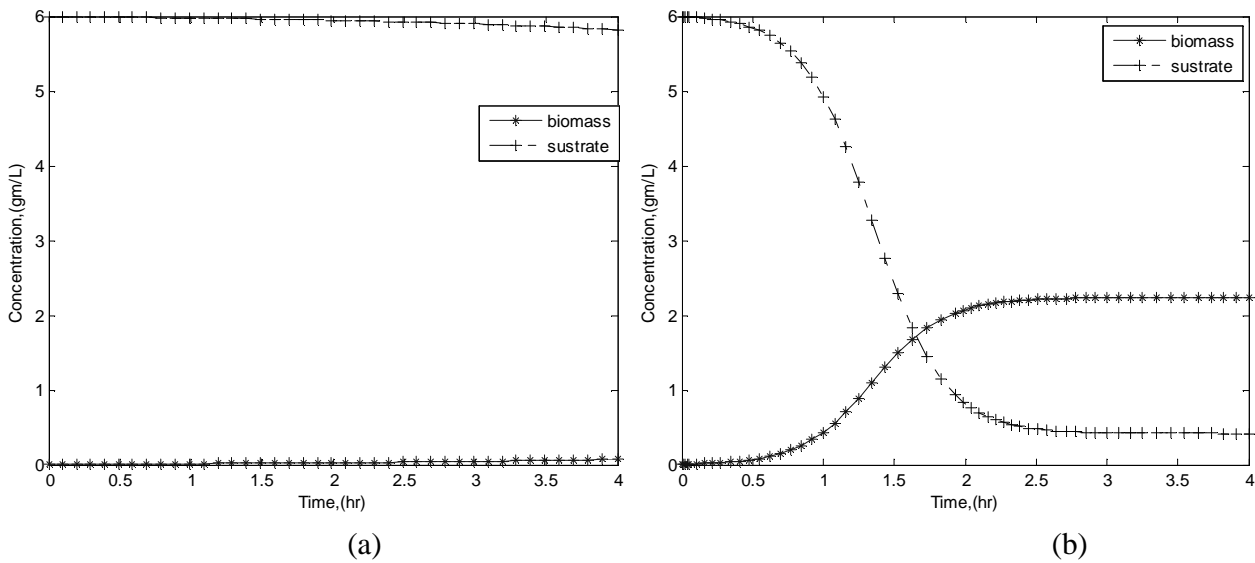 6
5
4
3
2
1
0
Concentration,(gm/L)
biomass
sustrate
0 0.5 1 1.5 2 2.5 3 3.5 4
Time,(hr)
(a)
6
5
4
3
2
1
0
Concentration,(gm/L)
biomass
sustrate
0 0.5 1 1.5 2 2.5 3 3.5 4
Time,(hr)
(b)